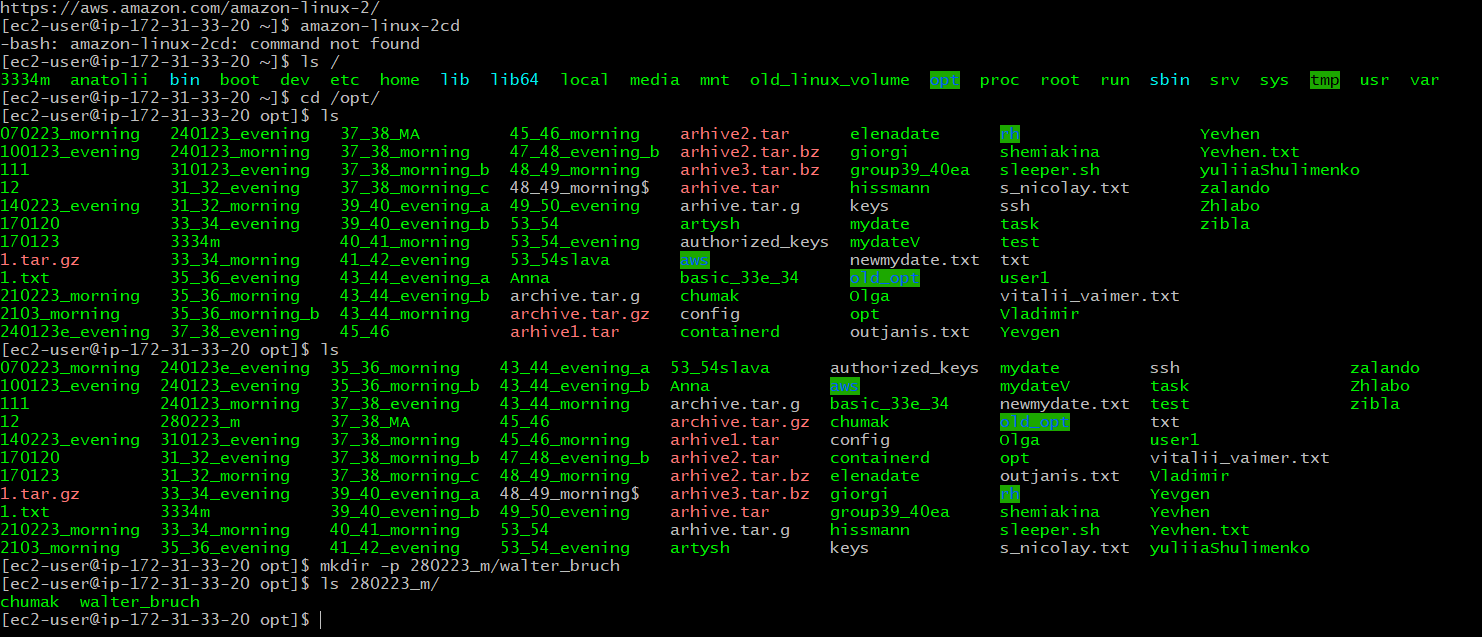 https://aws.amazon.com/amazon-linux-2/
[ec2-user@ip-172-31-33-20 ~]$ amazon-linux-2cd
-bash: amazon-linux-2cd: command not found
[ec2-user@ip-172-31-33-20 ~]$ ls /
3334m  anatolii  bin  boot  dev  etc  home  lib  lib64  local  media  mnt  old_linux_volume  opt  proc  root  run  sbin  srv  sys  tmp  usr  var
[ec2-user@ip-172-31-33-20 ~]$ cd /opt/
[ec2-user@ip-172-31-33-20 opt]$ ls
070223_morning   240123_evening   37_38_MA         45_46_morning    arhive2.tar      elenadate      rh                  Yevhen
100123_evening   240123_morning   37_38_morning    47_48_evening_b  arhive2.tar.bz   giorgi         shemiakina          Yevhen.txt
111              310123_evening   37_38_morning_b  48_49_morning    arhive3.tar.bz   group39_40ea   sleeper.sh          yuliiaShulimenko
12               31_32_evening    37_38_morning_c  48_49_morning$   arhive.tar       hissmann       s_nicolay.txt       zalando
140223_evening   31_32_morning    39_40_evening_a  49_50_evening    arhive.tar.g     keys           ssh                 Zhlabo
170120           33_34_evening    39_40_evening_b  53_54            artysh           mydate         task                zibla
170123           3334m            40_41_morning    53_54_evening    authorized_keys  mydateV        test
1.tar.gz         33_34_morning    41_42_evening    53_54slava       aws              newmydate.txt  txt
1.txt            35_36_evening    43_44_evening_a  Anna             basic_33e_34     old_opt        user1
210223_morning   35_36_morning    43_44_evening_b  archive.tar.g    chumak           Olga           vitalii_vaimer.txt
2103_morning     35_36_morning_b  43_44_morning    archive.tar.gz   config           opt            Vladimir
240123e_evening  37_38_evening    45_46            arhive1.tar      containerd       outjanis.txt   Yevgen
[ec2-user@ip-172-31-33-20 opt]$ ls
070223_morning  240123e_evening  35_36_morning    43_44_evening_a  53_54slava      authorized_keys  mydate         ssh                 zalando
100123_evening  240123_evening   35_36_morning_b  43_44_evening_b  Anna            aws              mydateV        task                Zhlabo
111             240123_morning   37_38_evening    43_44_morning    archive.tar.g   basic_33e_34     newmydate.txt  test                zibla
12              280223_m         37_38_MA         45_46            archive.tar.gz  chumak           old_opt        txt
140223_evening  310123_evening   37_38_morning    45_46_morning    arhive1.tar     config           Olga           user1
170120          31_32_evening    37_38_morning_b  47_48_evening_b  arhive2.tar     containerd       opt            vitalii_vaimer.txt
170123          31_32_morning    37_38_morning_c  48_49_morning    arhive2.tar.bz  elenadate        outjanis.txt   Vladimir
1.tar.gz        33_34_evening    39_40_evening_a  48_49_morning$   arhive3.tar.bz  giorgi           rh             Yevgen
1.txt           3334m            39_40_evening_b  49_50_evening    arhive.tar      group39_40ea     shemiakina     Yevhen
210223_morning  33_34_morning    40_41_morning    53_54            arhive.tar.g    hissmann         sleeper.sh     Yevhen.txt
2103_morning    35_36_evening    41_42_evening    53_54_evening    artysh          keys             s_nicolay.txt  yuliiaShulimenko
[ec2-user@ip-172-31-33-20 opt]$ mkdir -p 280223_m/walter_bruch
[ec2-user@ip-172-31-33-20 opt]$ ls 280223_m/
chumak  walter_bruch
[ec2-user@ip-172-31-33-20 opt]$